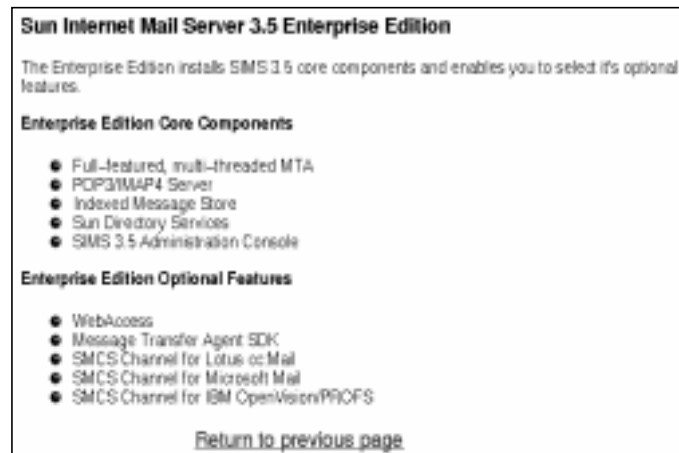 Sun Internet Mail Server 3.5 Enterprise Edition
The Enterprise Edition installs SIMS 3.5 core components and enables you to select it's optional
features.
Enterprise Edition Core Components
Full-featured, multi-threaded MTA
POP3/IMAP4 Server
Indexed Message Store
Sun Directory Services
SIMS 3.5 Administration Console
Enterprise Edition Optional Features
WebAccess
Message Transfer Agent SDK
SMCS Channel for Lotus cc:Mail
SMCS Channel for Microsoft Mail
SMCS Channel for IBM OpenVision/PROFS
Return to previous page